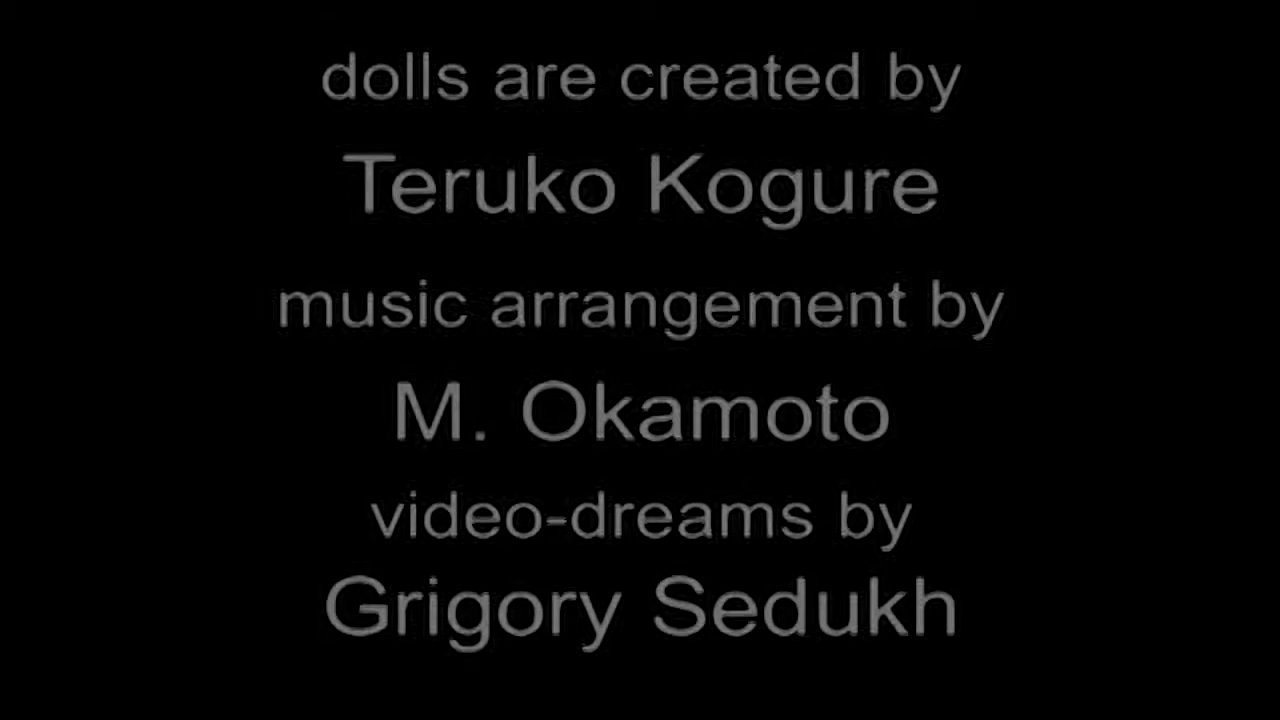 dolls are created by
Teruko Kogure
music arrangement by
M. Okamoto
video-dreams by
Grigory Sedukh